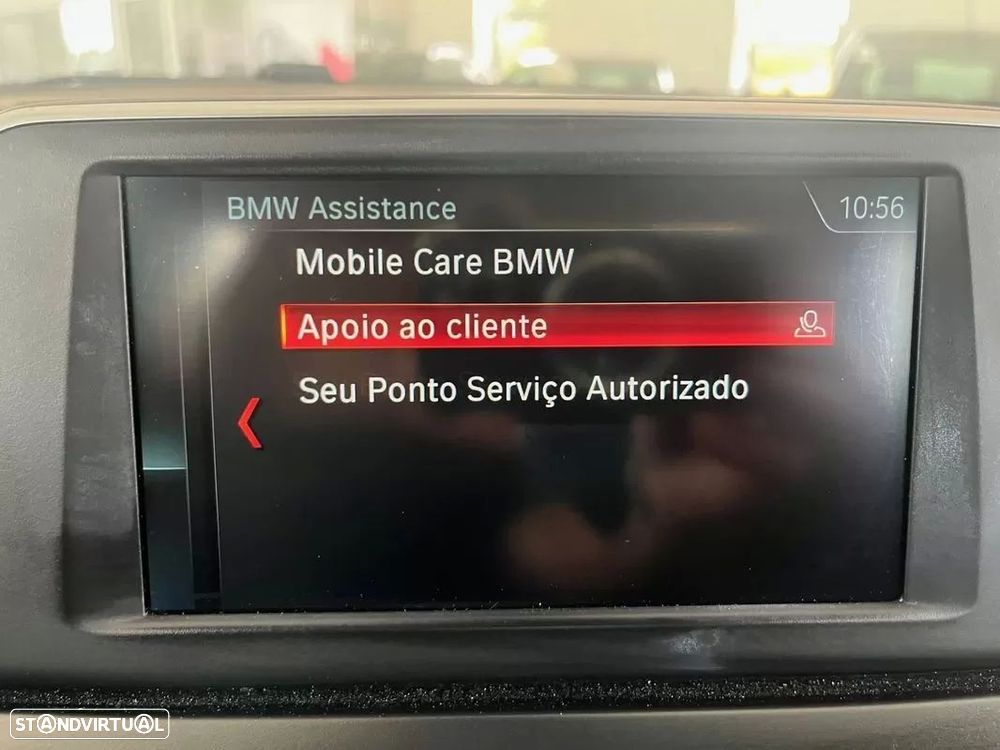 BMW Assistance
10:56
Mobile Care BMW
Apoio ao cliente
Seu Ponto Serviço Autorizado
STANDVIRTUAL